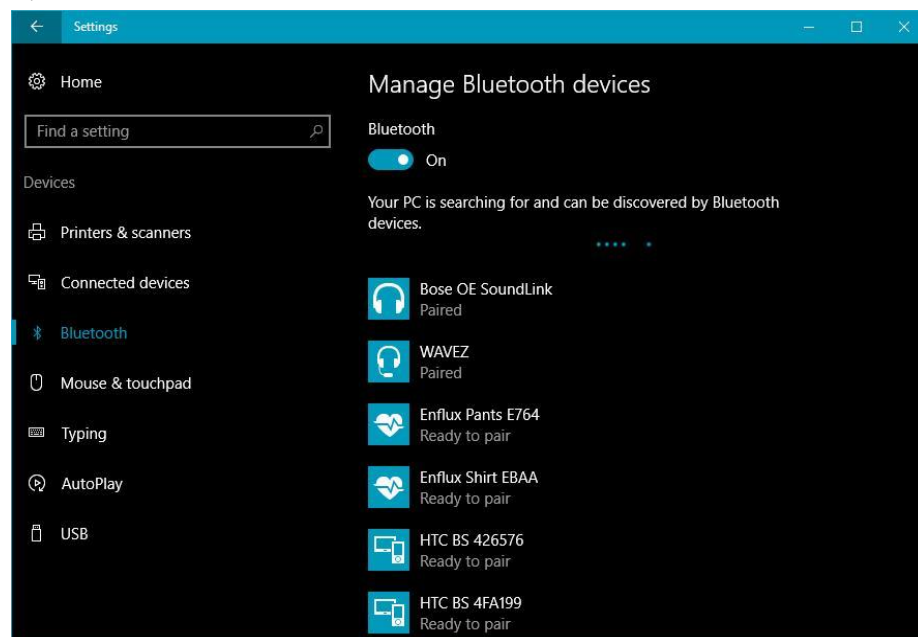 Settings
Home
Find a setting
Devices
Printers & scanners
Connected devices
Bluetooth
Mouse & touchpad
Typing
AutoPlay
USB
Manage Bluetooth devices
Bluetooth
On
Your PC is searching for and can be discovered by Bluetooth
devices.
Bose OE SoundLink
Paired
WAVEZ
Paired
Enflux Pants E764
Ready to pair
Enflux Shirt EBAA
Ready to pair
HTC BS 426576
Ready to pair
HTC BS 4FA199
Ready to pair